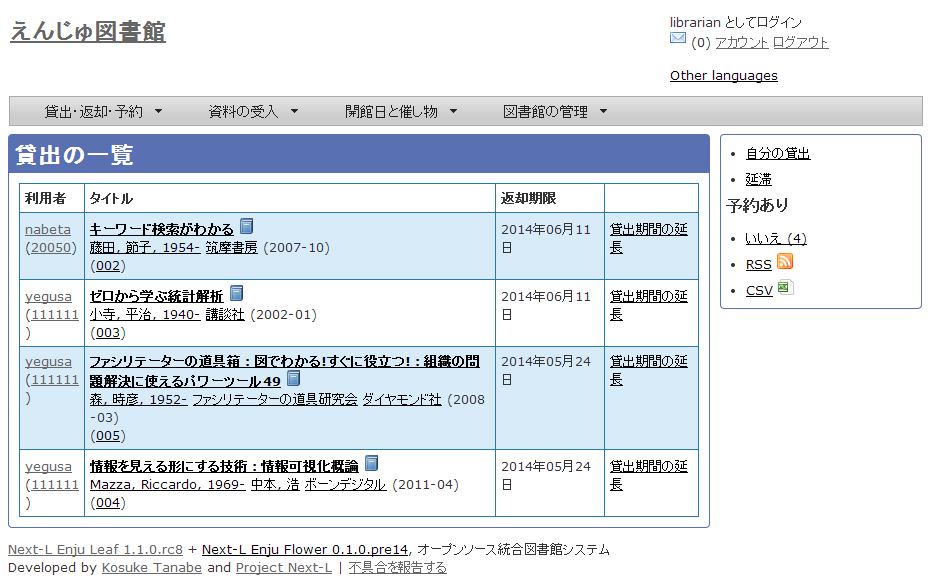 えんじゅ図書館
librarian としてログイン
(0) アカウント ログアウト
Other languages
貸出・返却・予約
資料の受入
開館日と催し物
図書館の管理
貸出の一覧
利用者 タイトル 返却期限
nabeta
(20050)
キーワード検索がわかる
藤田, 節子, 1954- 筑摩書房 (2007-10)
(002)
2014年06月11
日
貸出期間の延
長
yegusa
(111111
)
ゼロから学ぶ統計解析
小寺, 平治, 1940- 講談社 (2002-01)
(003)
2014年06月11
日
貸出期間の延
長
yegusa
(111111
)
ファシリテーターの道具箱 : 図でわかる!すぐに役立つ! : 組織の問
題解決に使えるパワーツール49
森, 時彦, 1952- ファシリテーターの道具研究会 ダイヤモンド社 (2008
-03)
(005)
2014年05月24
日
貸出期間の延
長
yegusa
(111111
)
情報を見える形にする技術 : 情報可視化概論
Mazza, Riccardo, 1969- 中本, 浩 ボーンデジタル (2011-04)
(004)
2014年05月24
日
貸出期間の延
長
自分の貸出
延滞
予約あり
いいえ (4)
RSS
CSV
Next-L Enju Leaf 1.1.0.rc8 + Next-L Enju Flower 0.1.0.pre14, オープンソース統合図書館システム
Developed by Kosuke Tanabe and Project Next-L | 不具合を報告する